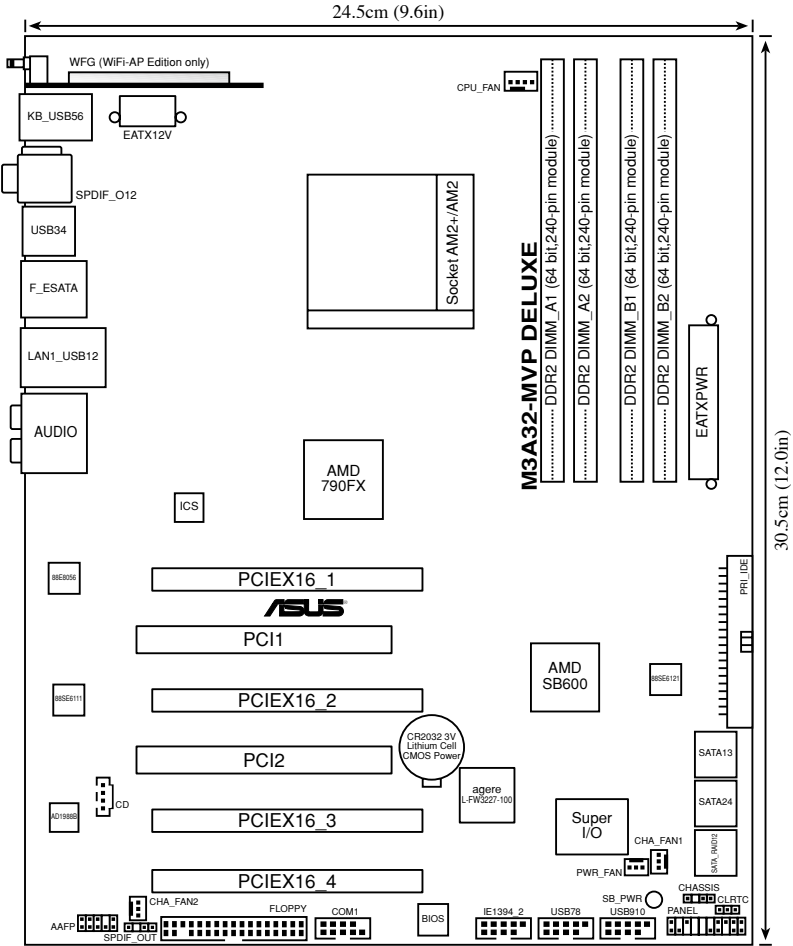 24.5cm (9.6in)
WFG (WiFi-AP Edition only)
CPU_FAN
KB_USB56
EATX12V
SPDIF_O12
USB34
F_ESATA
LAN1_USB12
AUDIO
Socket AM2+/AM2
M3A32-MVP DELUXE
DDR2 DIMM_A1 (64 bit,240-pin module)
DDR2 DIMM_A2 (64 bit,240-pin module)
DDR2 DIMM_B1 (64 bit,240-pin module)
DDR2 DIMM_B2 (64 bit,240-pin module)
EATXPWR
30.5cm (12.0in)
AMD
790FX
ICS
88E8056
PCIEX16_1
ASUS
PCI1
PRI_IDE
AMD
SB600
88SE6121
88SE6111
PCIEX16_2
CR2032 3V
Lithium Cell
CMOS Power
PCI2
SATA13
agere
L-FW3227-100
SATA24
CD
AD1988B
PCIEX16_3
Super
I/O
CHA_FAN1
SATA_RAID12
PWR_FAN
PCIEX16_4
CHASSIS
SB_PWR
CLRTC
CHA_FAN2
FLOPPY
COM1
BIOS
IE1394_2
USB78
USB910
PANEL
AAFP
SPDIF_OUT